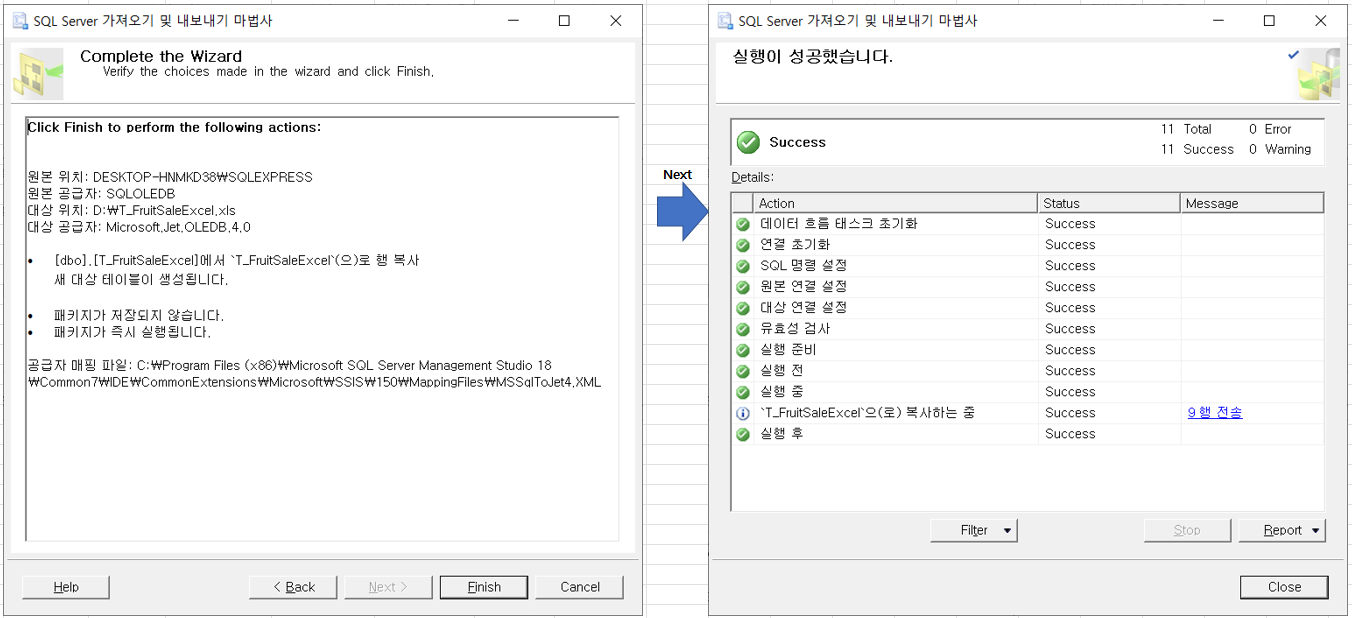 SQL Server 가져오기 및 내보내기 마법사
Complete the Wizard
Verify the choices made in the wizard and click Finish.
Click Finish to perform the following actions:
원본 위치: DESKTOP-HNMKD38₩SQLEXPRESS
원본 공급자: SQLOLEDB
대상 위치: D:₩T_FruitSaleExcel.xls
대상 공급자: Microsoft.Jet.OLEDB.4.0
• [dbo].[T_FruitSaleExcel]에서 `T_FruitSaleExcel`(으)로 행 복사
새 대상 테이블이 생성됩니다.
• 패키지가 저장되지 않습니다.
• 패키지가 즉시 실행됩니다.
공급자 매핑 파일: C:₩Program Files (x86)₩Microsoft SQL Server Management Studio 18
₩Common7₩IDE₩CommonExtensions₩Microsoft₩SSIS₩150₩MappingFiles₩MSSqlToJet4.XML
Help
< Back
Next >
Finish
Cancel
Next
SQL Server 가져오기 및 내보내기 마법사
실행이 성공했습니다.
Success
11 Total 0 Error
11 Success 0 Warning
Details:
Action Status Message
데이터 흐름 태스크 초기화 Success
연결 초기화 Success
SQL 명령 설정 Success
원본 연결 설정 Success
대상 연결 설정 Success
유효성 검사 Success
실행 준비 Success
실행 전 Success
실행 중 Success
`T_FruitSaleExcel`으(로) 복사하는 중 Success 9행 전송
실행 후 Success
Filter
Stop
Report
Close